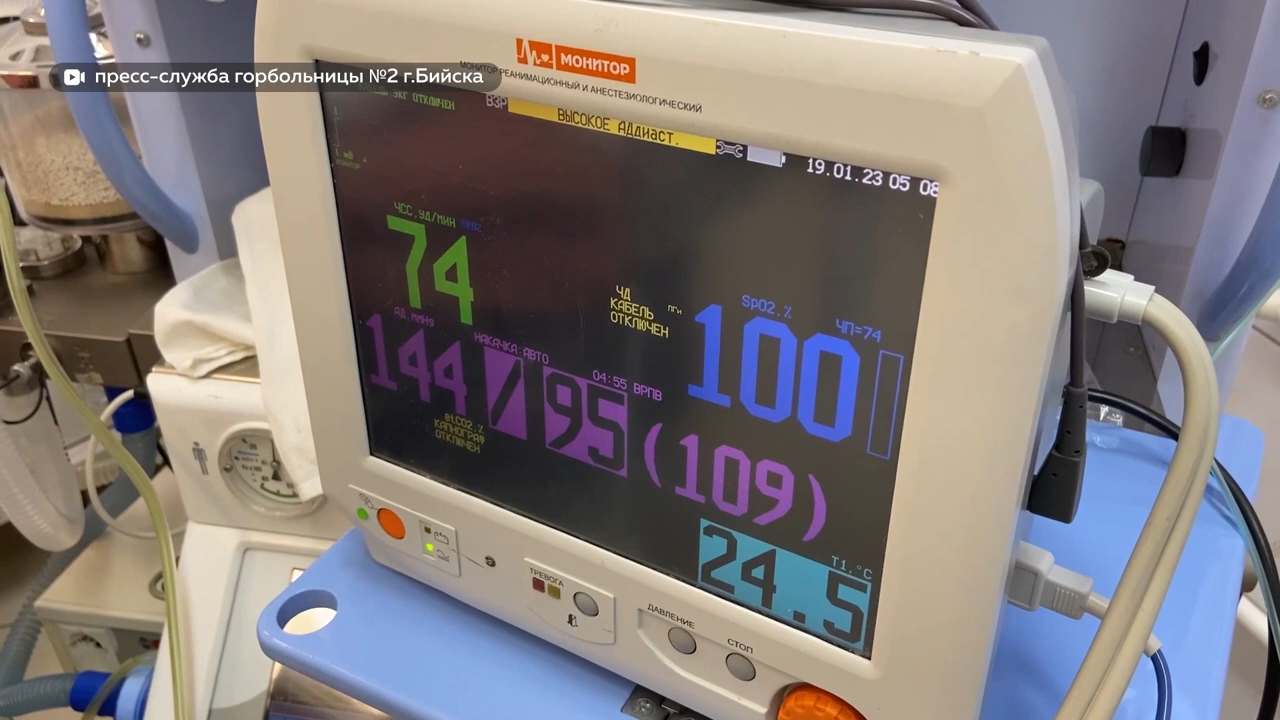 пресс-служба горбольницы №2 г.Бийска
МОНИТОР
РЕАНИМАЦИОННЫЙ И АНЕСТЕЗИОЛОГИЧЕСКИЙ
ЭКГ ОТКЛЮЧЕН
ВЗР
ВЫСОКОЕ АДдиаст.
19.01.23 05 08
ЧСС.УД/МИН
74
ЧД
КАБЕЛЬ
ОТКЛЮЧЕН
SpO2.%
ЧП=74
100
АД.ммHg
НАКАЧКА:АВТО
04:55 ВРПВ
144/95 (109)
etCO2.%
КАПНОГРАФ
ОТКЛЮЧЕН
T1.°C
24.5
ТРЕВОГА
ДАВЛЕНИЕ
СТОП